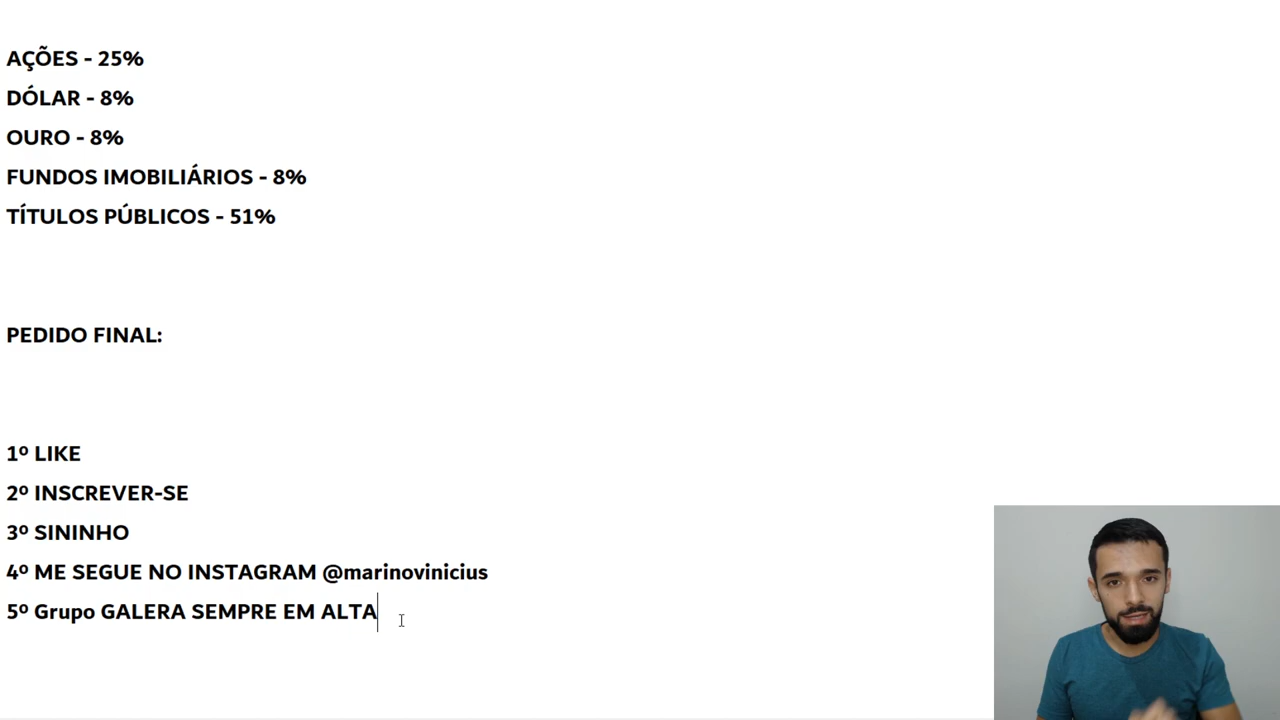 AÇÕES - 25%
DÓLAR - 8%
OURO - 8%
FUNDOS IMOBILIÁRIOS - 8%
TÍTULOS PÚBLICOS - 51%
PEDIDO FINAL:
1º LIKE
2º INSCREVER-SE
3º SININHO
4º ME SEGUE NO INSTAGRAM @marinovinicius
5º Grupo GALERA SEMPRE EM ALTA